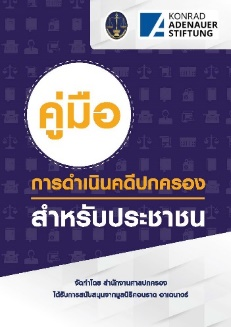 KONRAD
ADENAUER
STIFTUNG
คู่มือ
การดำเนินคดีปกครอง
สำหรับประชาชน
จัดทำโดย สำนักงานศาลปกครอง
ได้รับการสนับสนุนจากมูลนิธิคอนราด อาเดนาวร์